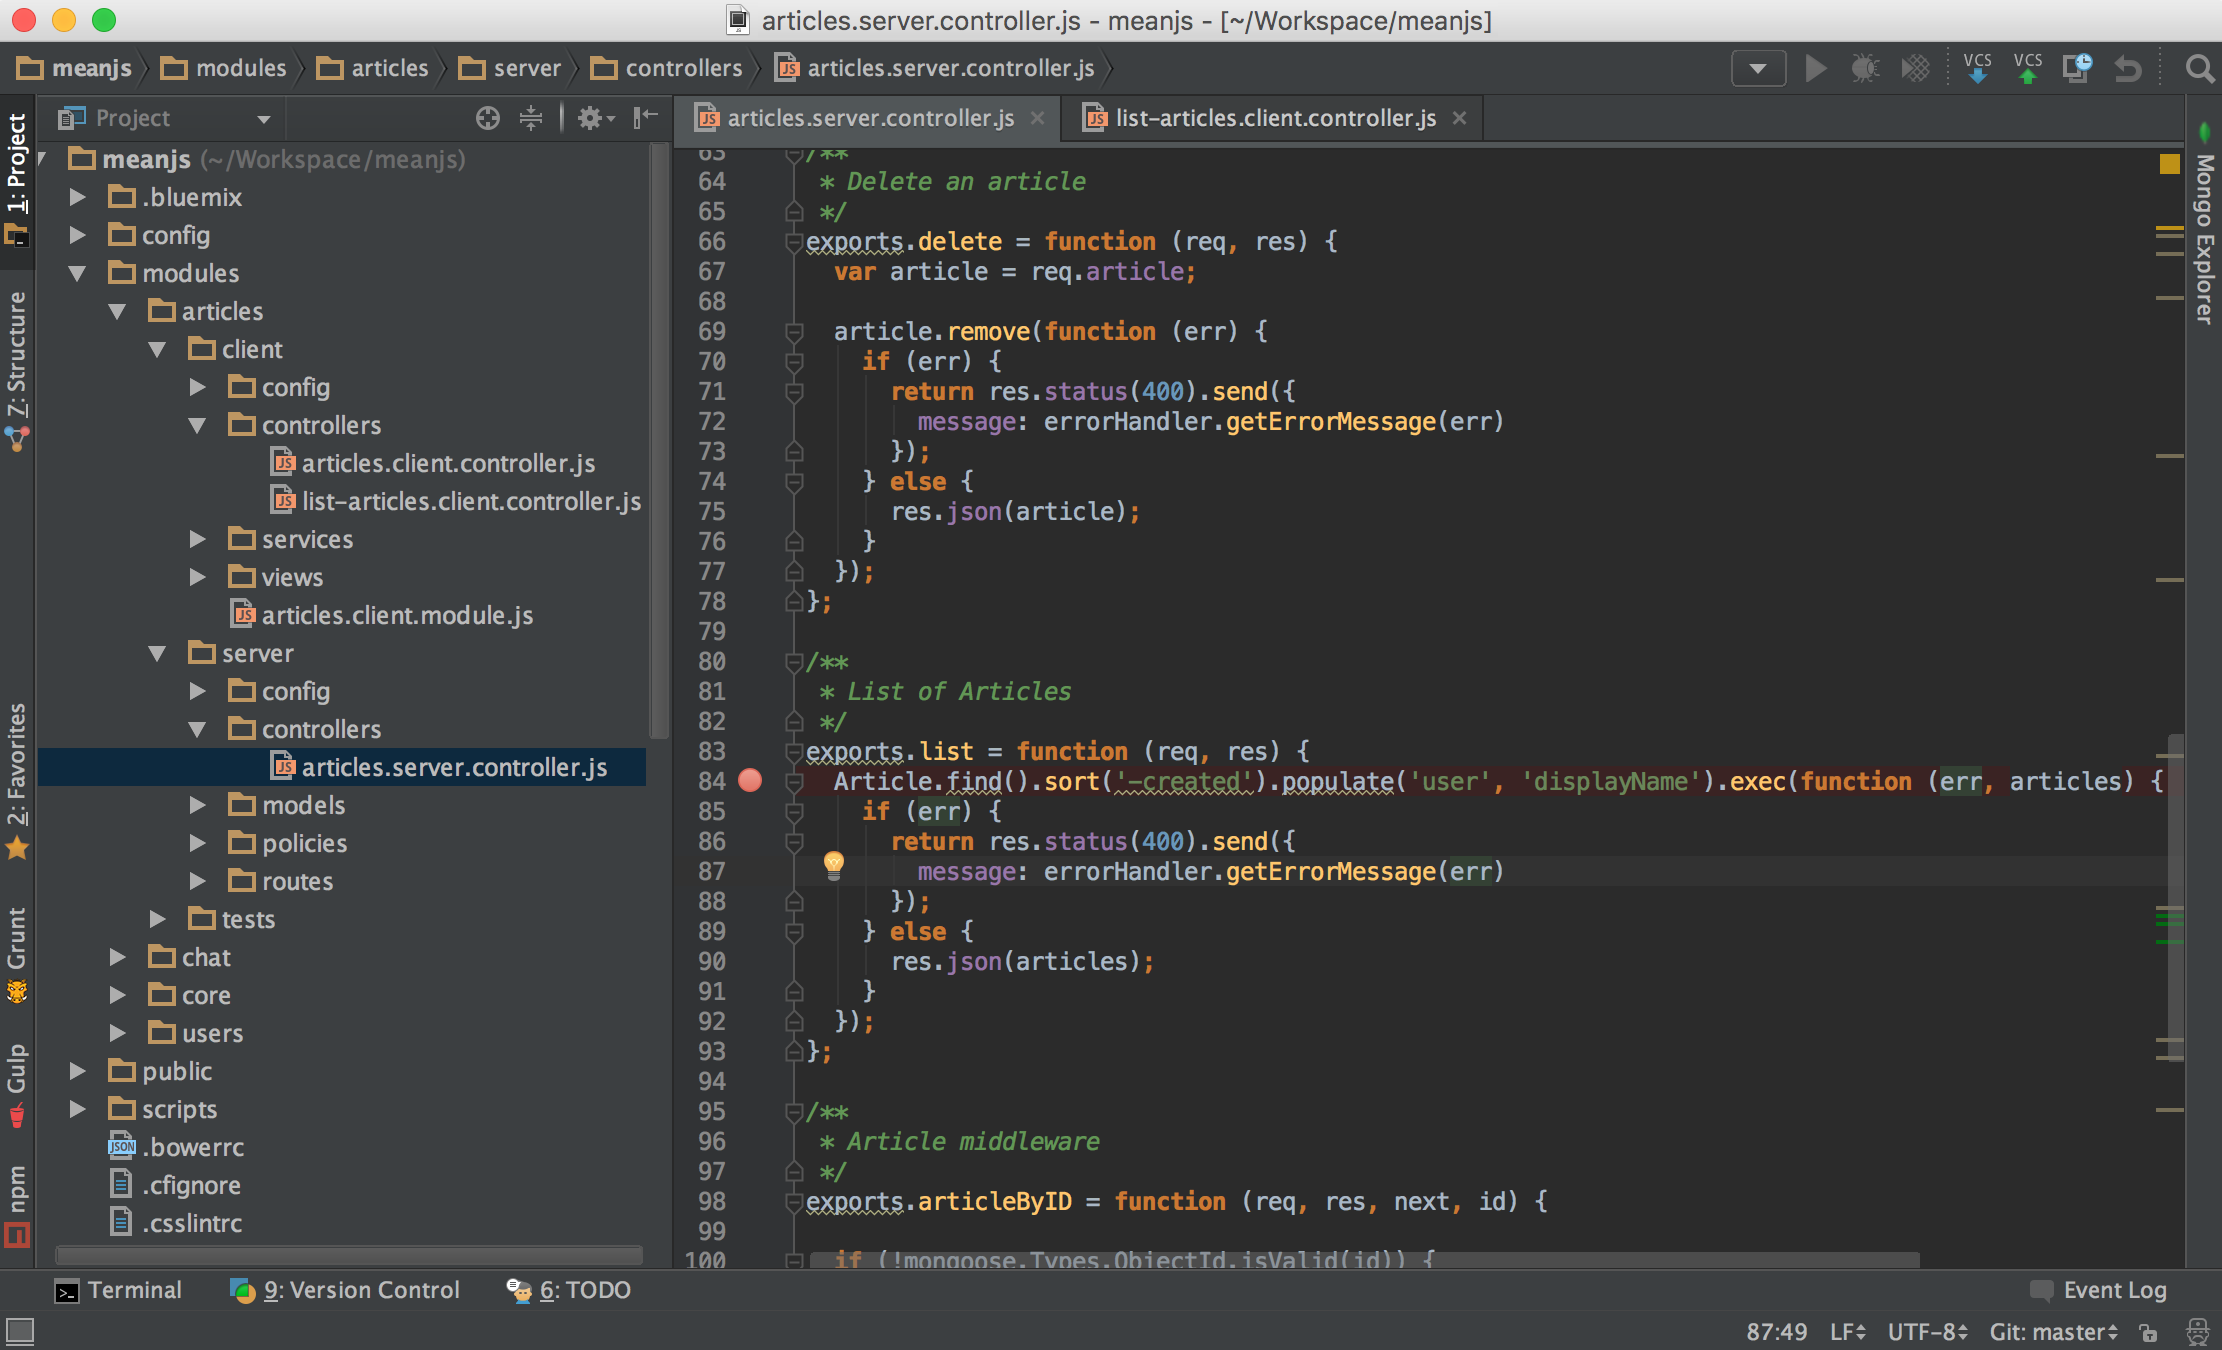 articles.server.controller.js - meanjs - [~/Workspace/meanjs]
meanjs modules articles server controllers articles.server.controller.js
VCS VCS
Project
articles.server.controller.js
list-articles.client.controller.js
1: Project
7: Structure
2: Favorites
Grunt
Gulp
npm
meanjs (~/Workspace/meanjs)
.bluemix
config
modules
articles
client
config
controllers
articles.client.controller.js
list-articles.client.controller.js
services
views
articles.client.module.js
server
config
controllers
articles.server.controller.js
models
policies
routes
tests
chat
core
users
public
scripts
.bowerrc
.cfignore
.csslintrc
63 /**
64 * Delete an article
65 */
66 exports.delete = function (req, res) {
67 var article = req.article;
68
69 article.remove(function (err) {
70 if (err) {
71 return res.status(400).send({
72 message: errorHandler.getErrorMessage(err)
73 });
74 } else {
75 res.json(article);
76 }
77 });
78 };
79
80 /**
81 * List of Articles
82 */
83 exports.list = function (req, res) {
84 Article.find().sort('-created').populate('user', 'displayName').exec(function (err, articles) {
85 if (err) {
86 return res.status(400).send({
87 message: errorHandler.getErrorMessage(err)
88 });
89 } else {
90 res.json(articles);
91 }
92 });
93 };
94
95 /**
96 * Article middleware
97 */
98 exports.articleByID = function (req, res, next, id) {
99
100 if (!mongoose.Types.ObjectId.isValid(id)) {
Mongo Explorer
Terminal
9: Version Control
6: TODO
Event Log
87:49 LF UTF-8 Git: master